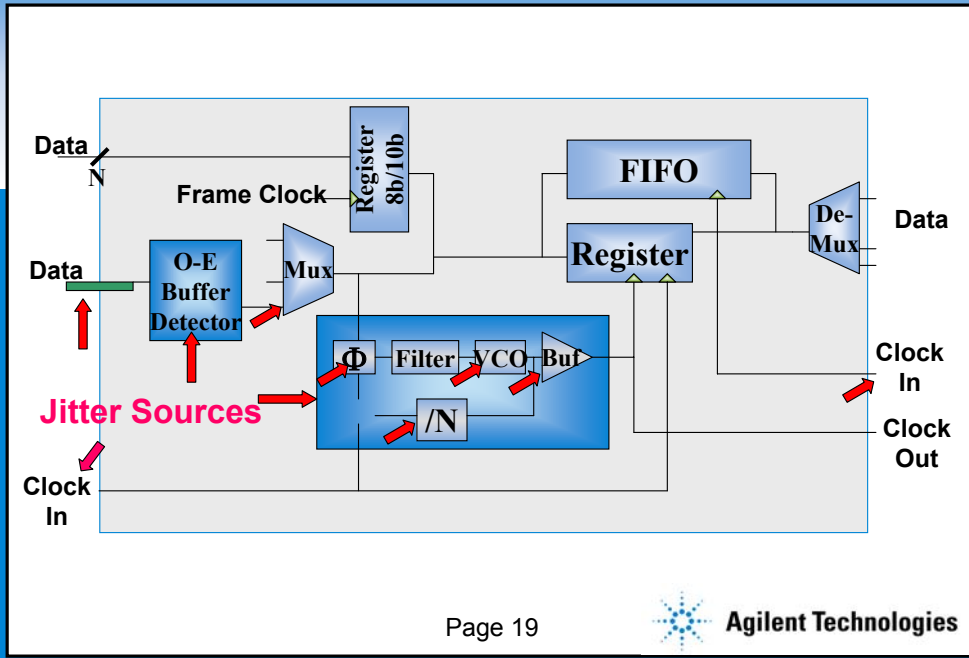 Data
N
Register
8b/10b
Frame Clock
FIFO
De-
Mux
Data
Data
O-E
Buffer
Detector
Mux
Register
Φ
Filter
VCO
Buf
/N
Jitter Sources
Clock
In
Clock
Out
Clock
In
Page 19
Agilent Technologies